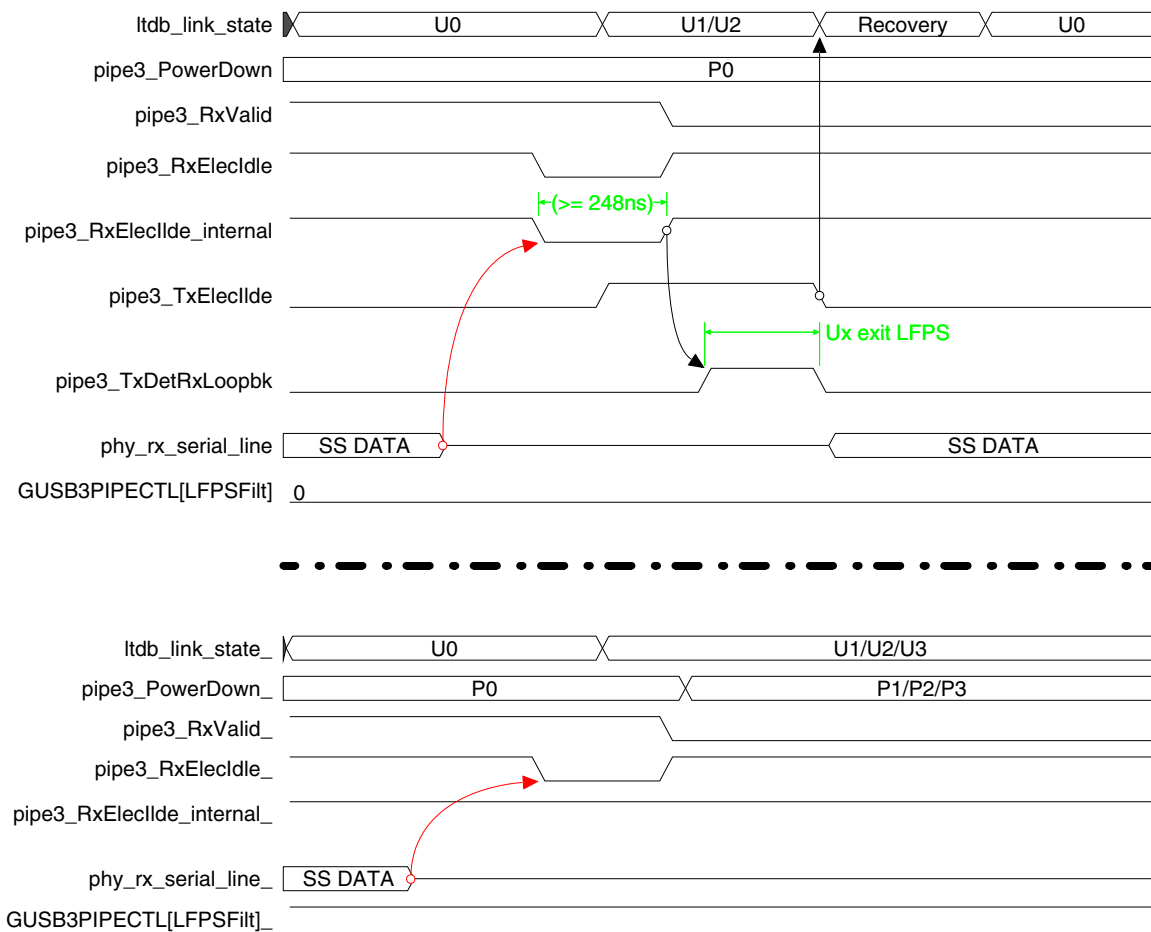 ltdb_link_state U0 U1/U2 Recovery U0
pipe3_PowerDown P0
pipe3_RxValid
pipe3_RxElecIdle
(>= 248ns)
pipe3_RxElecIlde_internal
pipe3_TxElecIlde
Ux exit LFPS
pipe3_TxDetRxLoopbk
phy_rx_serial_line SS DATA SS DATA
GUSB3PIPECTL[LFPSFilt] 0
ltdb_link_state_ U0 U1/U2/U3
pipe3_PowerDown_ P0 P1/P2/P3
pipe3_RxValid_
pipe3_RxElecIdle_
pipe3_RxElecIlde_internal_
phy_rx_serial_line_ SS DATA
GUSB3PIPECTL[LFPSFilt]_